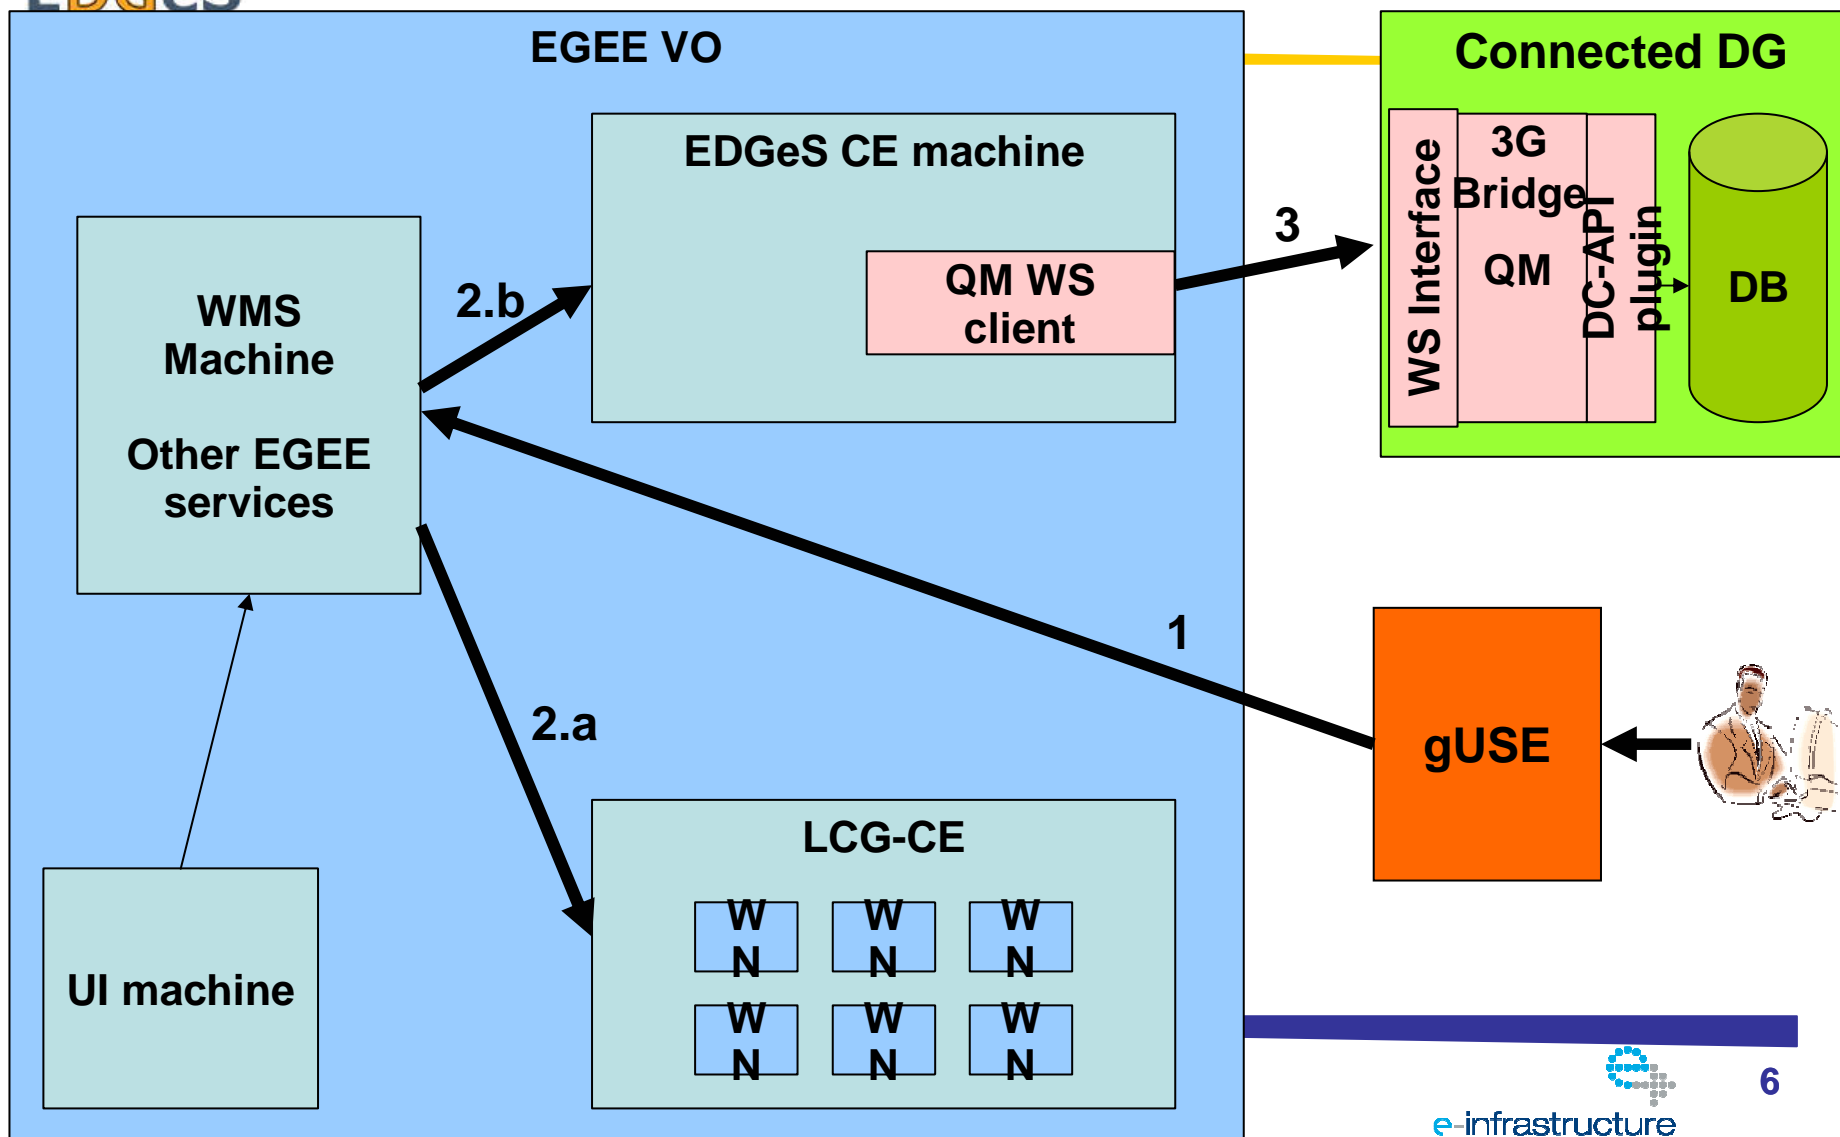 EDGeS
EGEE VO
Connected DG
EDGeS CE machine
3G
Bridge
QM
WS Interface
DC-API
plugin
DB
3
QM WS
client
2.b
WMS
Machine
Other EGEE
services
1
2.a
gUSE
LCG-CE
W
N
W
N
W
N
W
N
W
N
W
N
UI machine
6
e-infrastructure